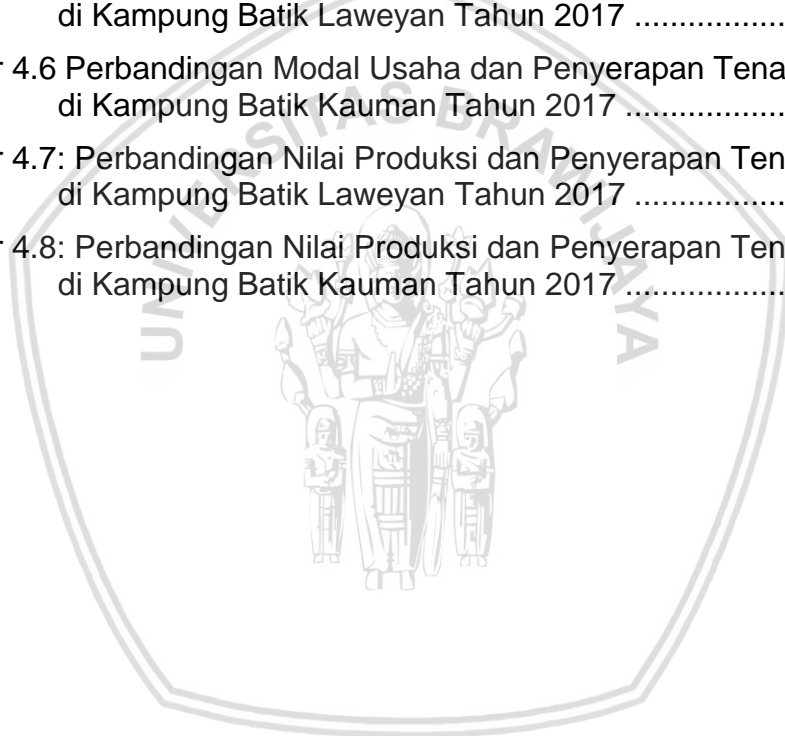 di Kampung Batik Laweyan Tahun 2017 .................
r 4.6 Perbandingan Modal Usaha dan Penyerapan Tena
di Kampung Batik Kauman Tahun 2017 ..................
r 4.7: Perbandingan Nilai Produksi dan Penyerapan Ten
di Kampung Batik Laweyan Tahun 2017 .................
r 4.8: Perbandingan Nilai Produksi dan Penyerapan Ten
di Kampung Batik Kauman Tahun 2017 ..................
UNIVERSITAS BRAWIJAYA